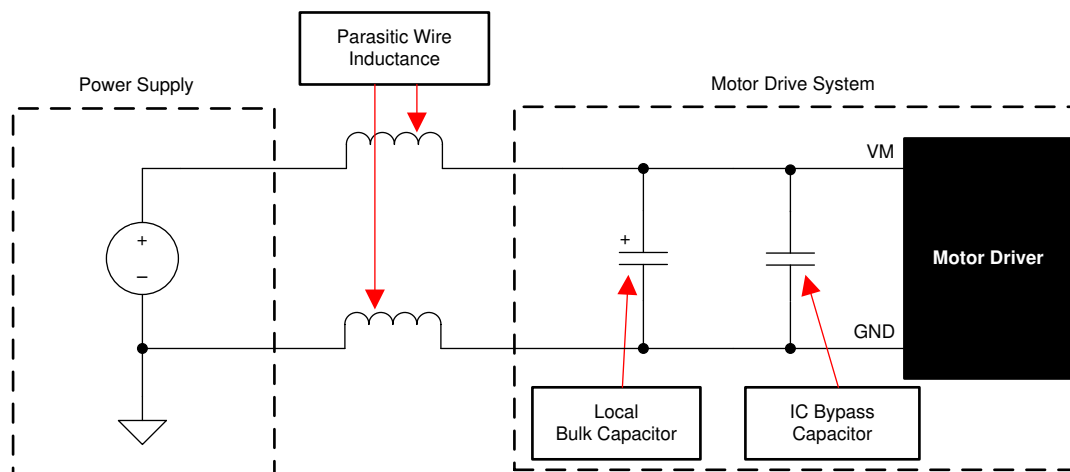 Parasitic Wire
Inductance
Power Supply
Motor Drive System
VM
+
–
+
Motor Driver
GND
Local
Bulk Capacitor
IC Bypass
Capacitor